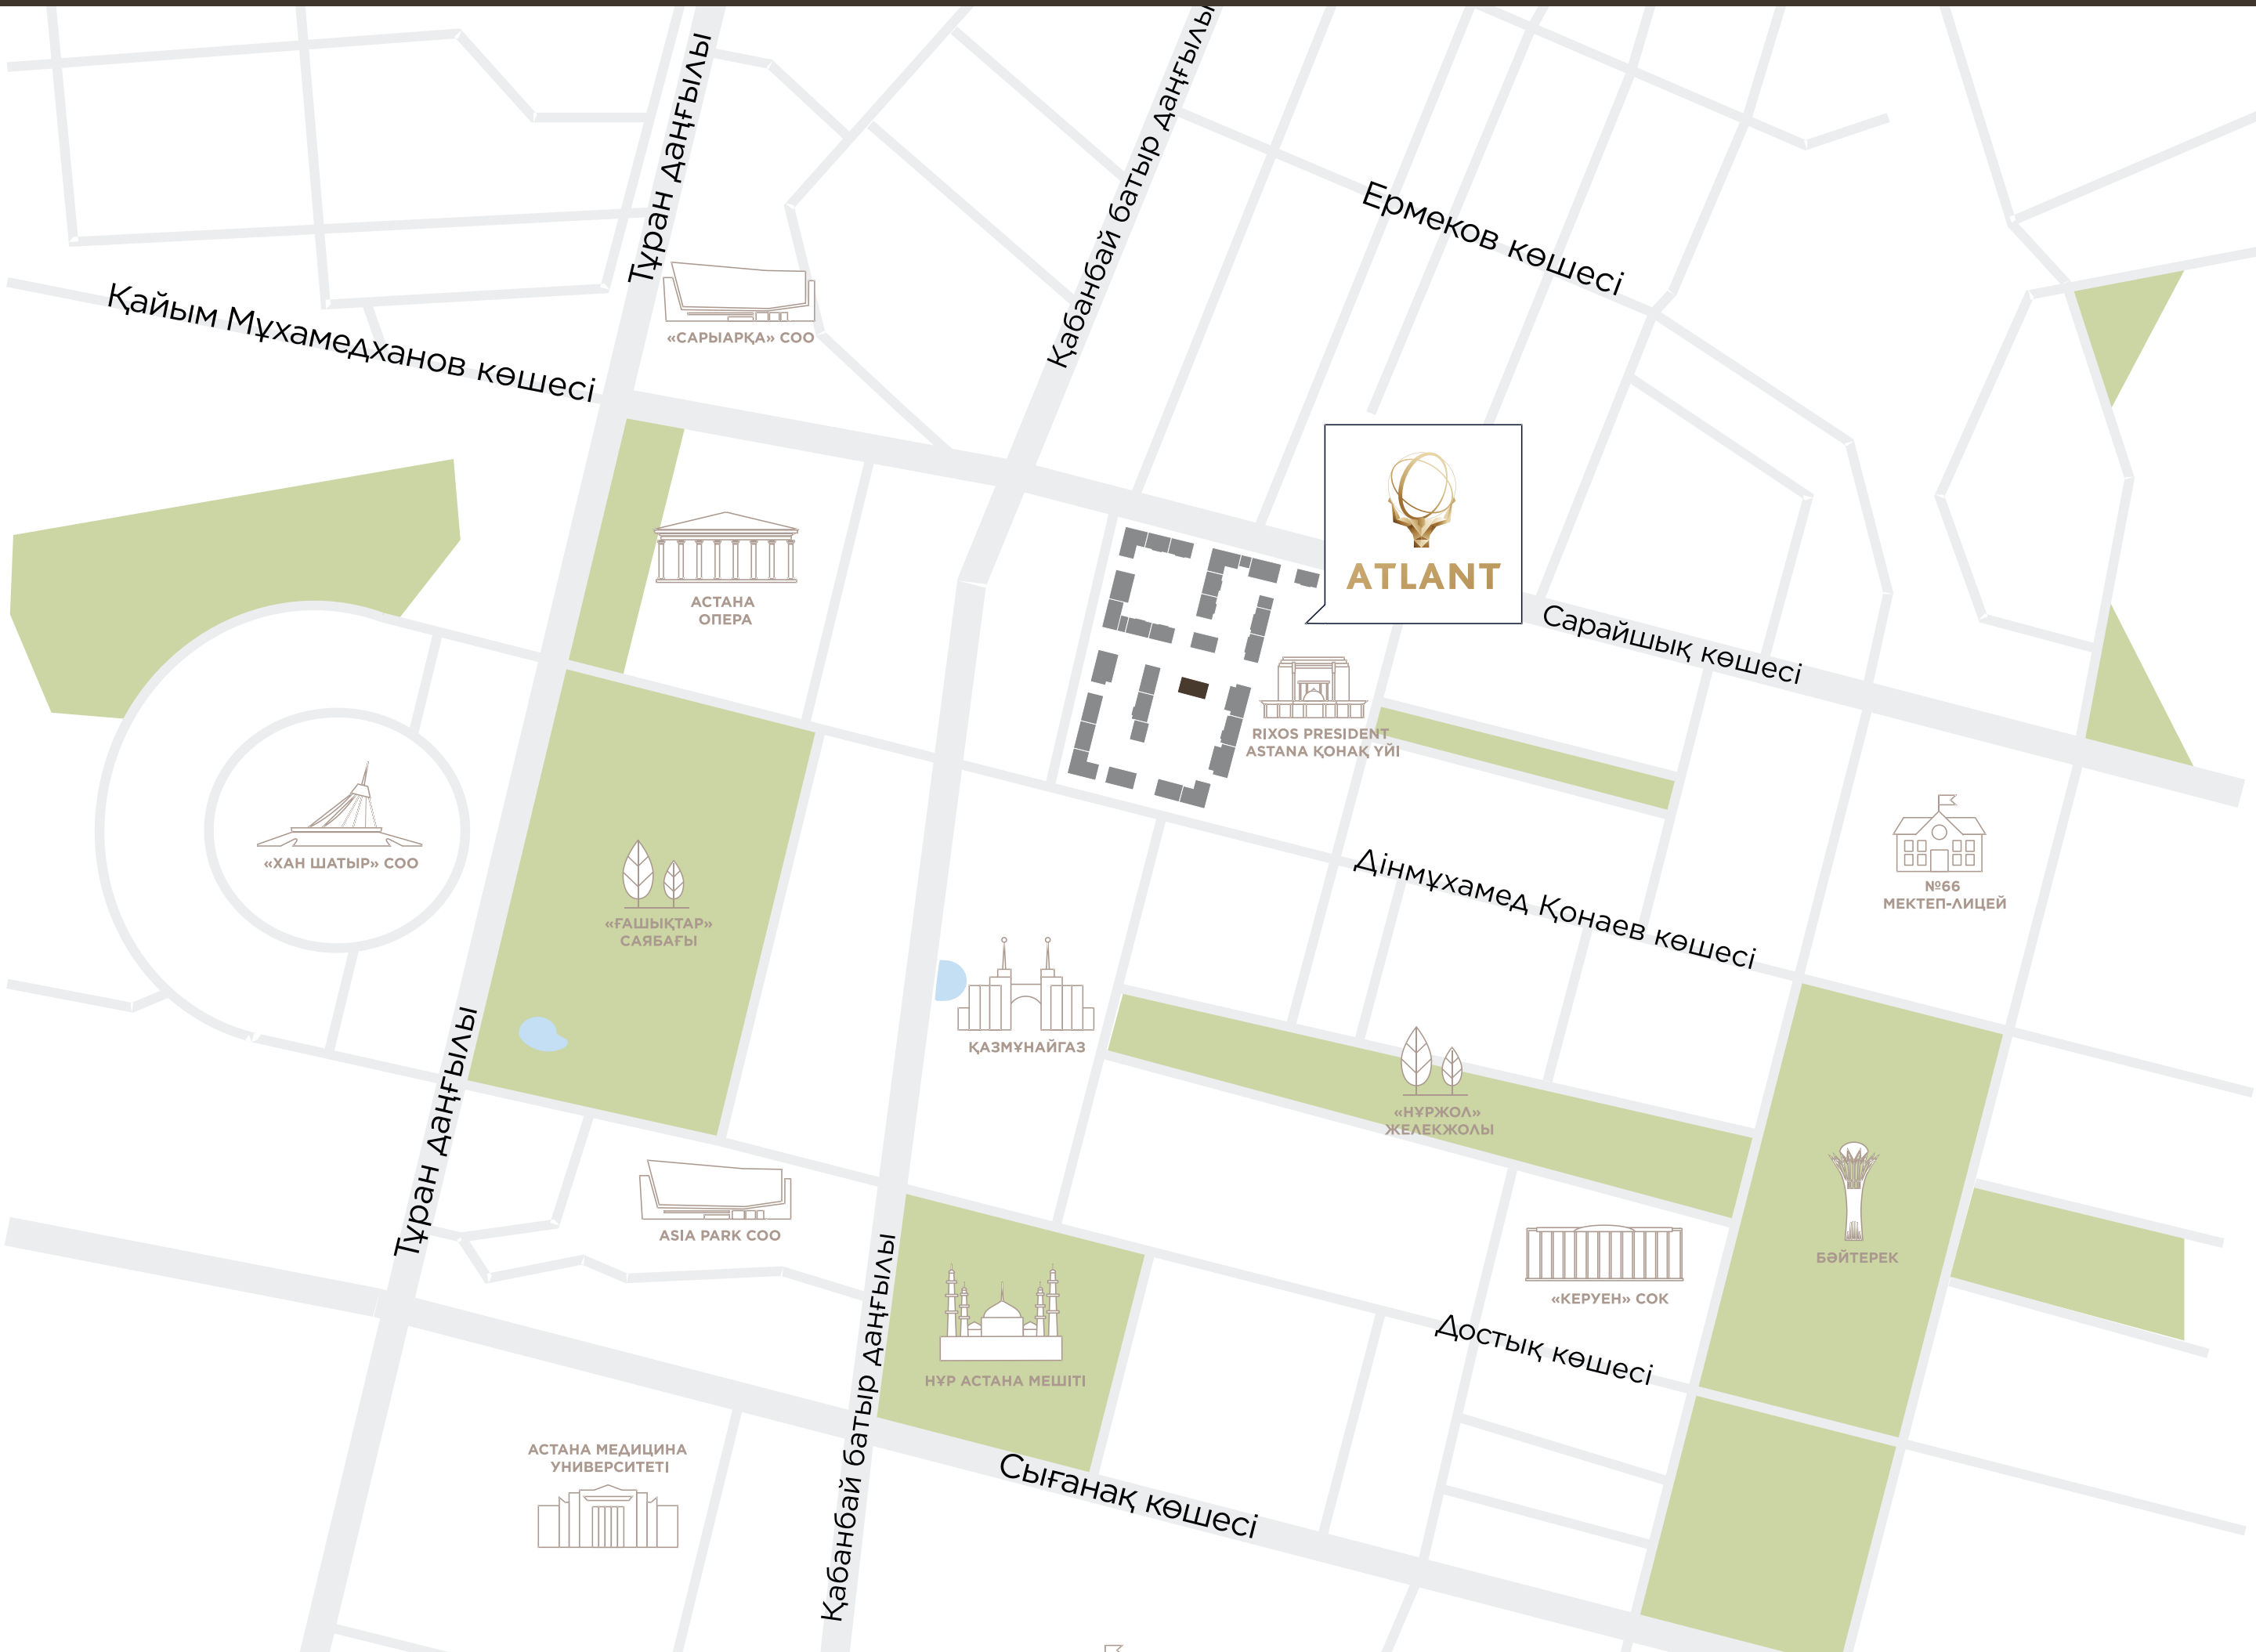 Тұран даңғылы
Қабанбай батыр даңғылы
Ермеков көшесі
Қайым Мұхамедханов көшесі
«САРЫАРҚА» СОО
ATLANT
АСТАНА
ОПЕРА
Сарайшық көшесі
RIXOS PRESIDENT
ASTANA ҚОНАҚ ҮЙІ
«ХАН ШАТЫР» СОО
Дінмұхамед Қонаев көшесі
№66
МЕКТЕП-ЛИЦЕЙ
«ҒАШЫҚТАР»
САЯБАҒЫ
ҚАЗМҰНАЙГАЗ
Тұран даңғылы
«НҰРЖОЛ»
ЖЕЛЕКЖОЛЫ
ASIA PARK СОО
БӘЙТЕРЕК
«КЕРУЕН» СОК
Достық көшесі
НҰР АСТАНА МЕШІТІ
Қабанбай батыр даңғылы
АСТАНА МЕДИЦИНА
УНИВЕРСИТЕТІ
Сығанақ көшесі